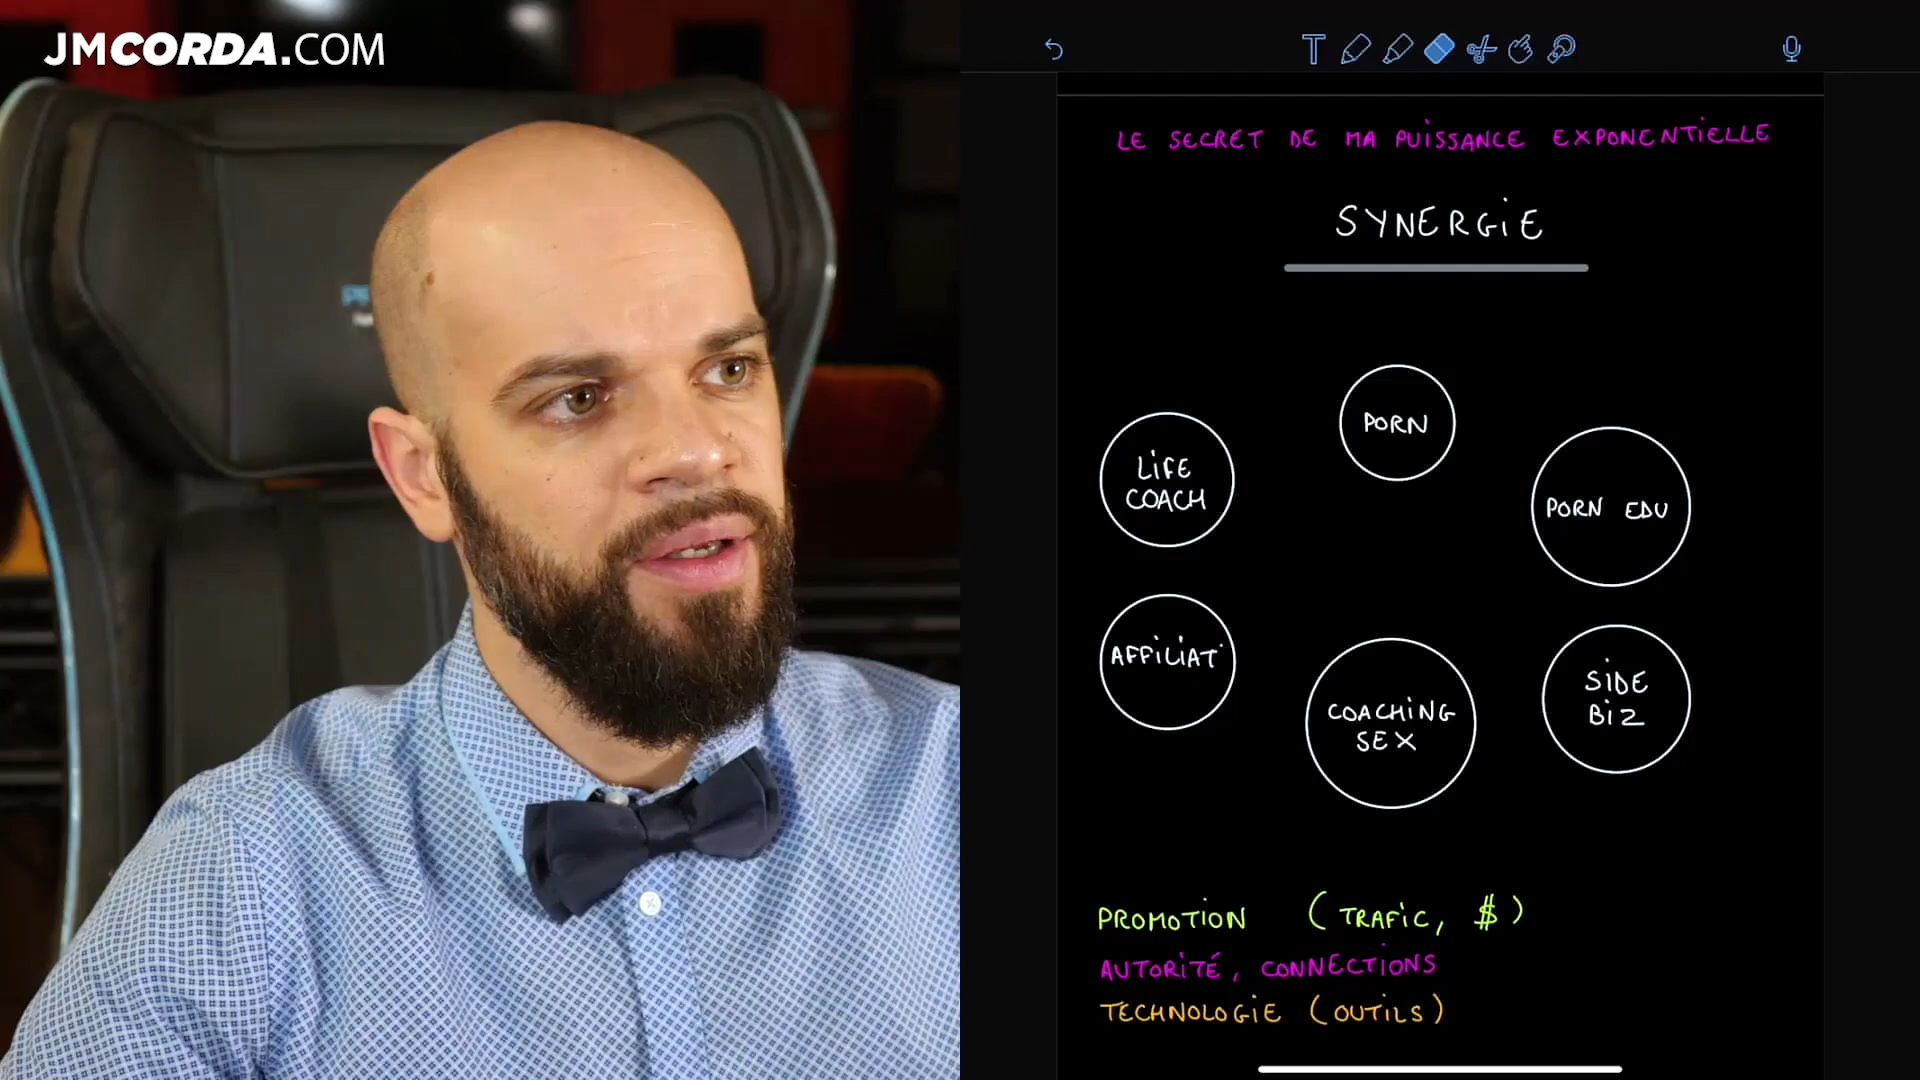 JMCORDA.COM
LE SECRET DE MA PUISSANCE EXPONENTIELLE
SYNERGIE
PORN
LIFE
COACH
PORN EDU
AFFILIAT°
SIDE
BIZ
COACHING
SEX
PROMOTION (TRAFIC, $)
AUTORITÉ, CONNECTIONS
TECHNOLOGIE (OUTILS)